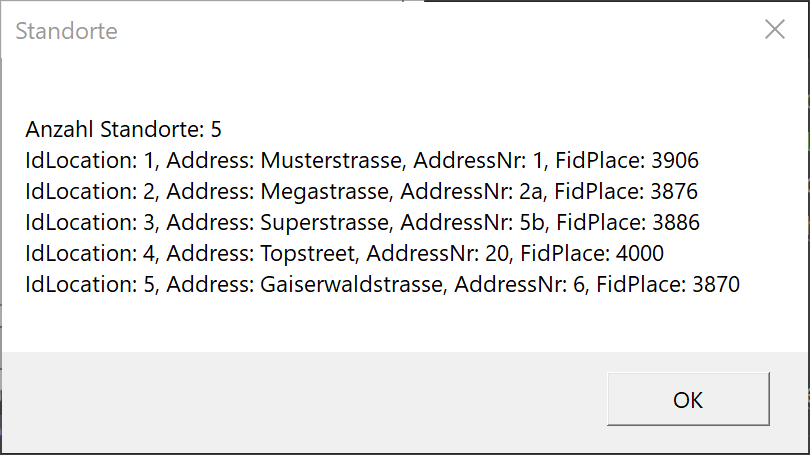 Standorte
Anzahl Standorte: 5
IdLocation: 1, Address: Musterstrasse, AddressNr: 1, FidPlace: 3906
IdLocation: 2, Address: Megastrasse, AddressNr: 2a, FidPlace: 3876
IdLocation: 3, Address: Superstrasse, AddressNr: 5b, FidPlace: 3886
IdLocation: 4, Address: Topstreet, AddressNr: 20, FidPlace: 4000
IdLocation: 5, Address: Gaiserwaldstrasse, AddressNr: 6, FidPlace: 3870
OK